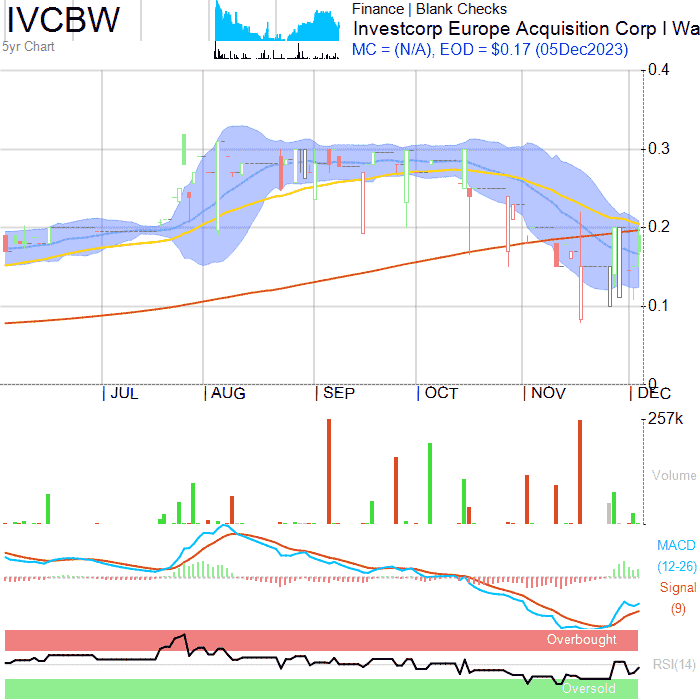 IVCBW
5yr Chart
Finance | Blank Checks
Investcorp Europe Acquisition Corp I Wa
MC = (N/A), EOD = $0.17 (05Dec2023)
0.4
0.3
0.2
0.1
0
JUL AUG SEP OCT NOV DEC
257k
Volume
MACD
(12-26)
Signal
(9)
Overbought
RSI(14)
Oversold